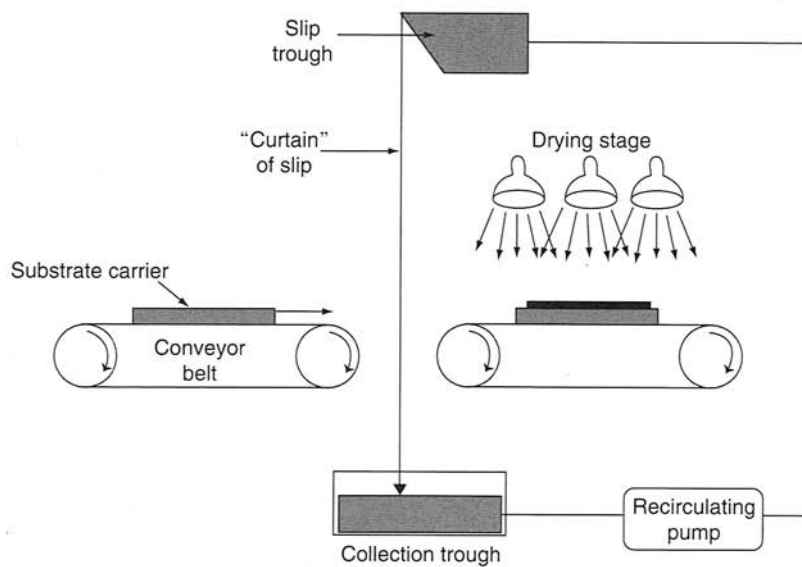 Slip
trough
“Curtain”
of slip
Drying stage
Substrate carrier
Conveyor
belt
Recirculating
pump
Collection trough